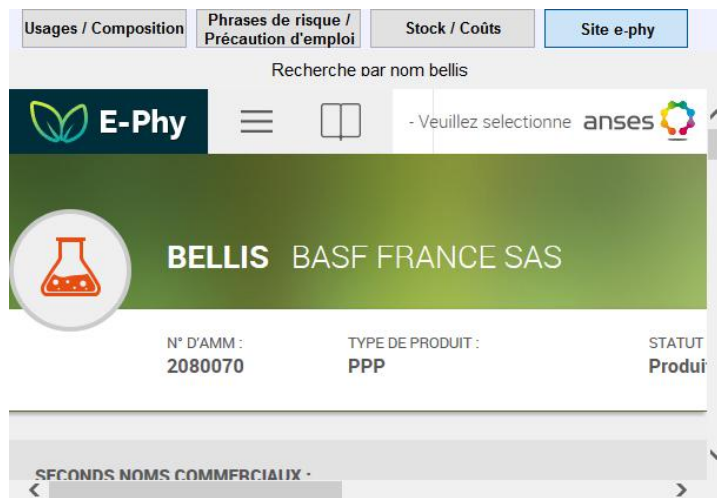 Usages / Composition
Phrases de risque /
Précaution d'emploi
Stock / Coûts
Site e-phy
Recherche par nom bellis
E-Phy
- Veuillez selectionne
anses
BELLIS BASF FRANCE SAS
N° D'AMM : TYPE DE PRODUIT : STATUT
2080070 PPP Produi
SECONDS NOMS COMMERCIAUX :